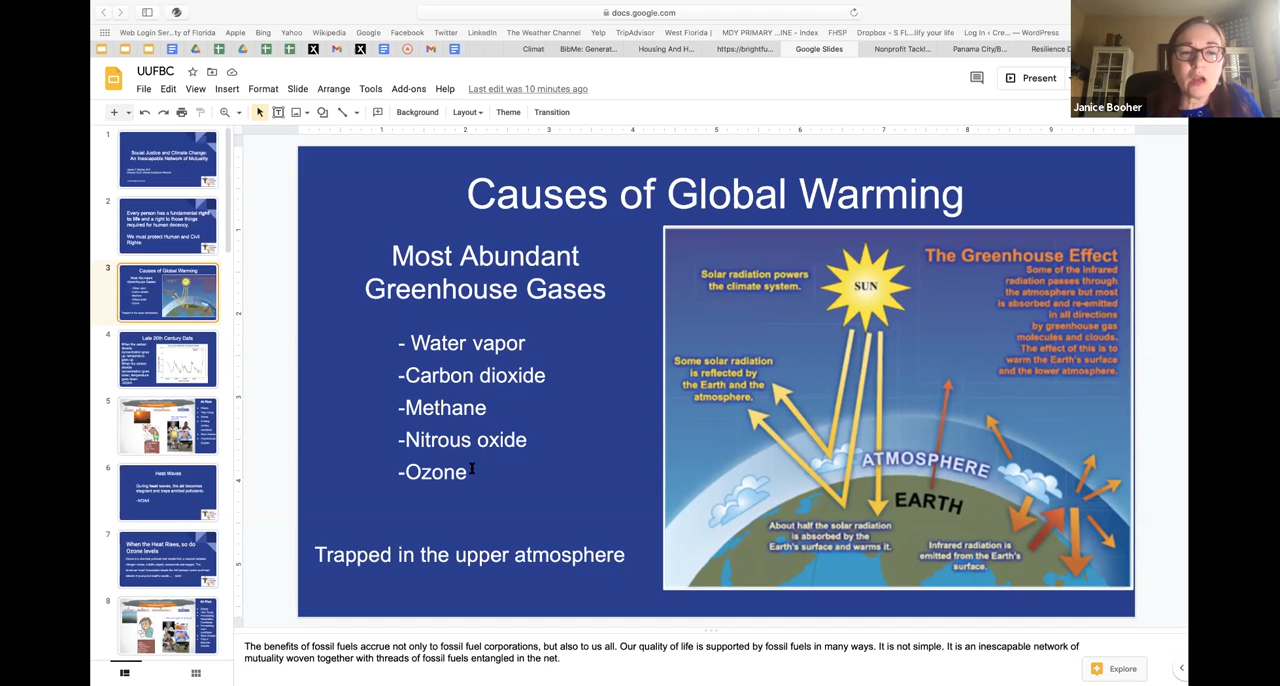 docs.google.com
Web Login Ser...ty of Florida Apple Bing Yahoo Wikipedia Google Facebook Twitter LinkedIn The Weather Channel Yelp TripAdvisor West Florida | MDY PRIMARY ...INE - Index FHSP Dropbox - S FL...ify your life Log In ‹ Cre... — WordPress
Climat BibMe: Generat... Housing And H... https://brightfu... Google Slides Nonprofit Tackl... Panama City/B... Resilience D
UUFBC
File Edit View Insert Format Slide Arrange Tools Add-ons Help Last edit was 10 minutes ago
Present
Janice Booher
Background Layout Theme Transition
1
Social Justice and Climate Change:
An Inescapable Network of Mutuality
2
Every person has a fundamental right
to life and a right to those things
required for human decency.
We must protect Human and Civil
Rights.
3
Causes of Global Warming
4
Late 20th Century Data
5
6
Heat Waves
During heat waves, the air becomes
stagnant and traps emitted pollutants.
7
When the Heat Rises, so do
Ozone levels
8
Causes of Global Warming
Most Abundant
Greenhouse Gases
- Water vapor
-Carbon dioxide
-Methane
-Nitrous oxide
-Ozone
Trapped in the upper atmosphere
The Greenhouse Effect
Some of the infrared
radiation passes through
the atmosphere but most
is absorbed and re-emitted
in all directions
by greenhouse gas
molecules and clouds.
The effect of this is to
warm the Earth's surface
and the lower atmosphere.
Solar radiation powers
the climate system.
SUN
Some solar radiation
is reflected by
the Earth and the
atmosphere.
ATMOSPHERE
EARTH
About half the solar radiation
is absorbed by the
Earth's surface and warms it.
Infrared radiation is
emitted from the Earth's
surface.
The benefits of fossil fuels accrue not only to fossil fuel corporations, but also to us all. Our quality of life is supported by fossil fuels in many ways. It is not simple. It is an inescapable network of
mutuality woven together with threads of fossil fuels entangled in the net.
Explore